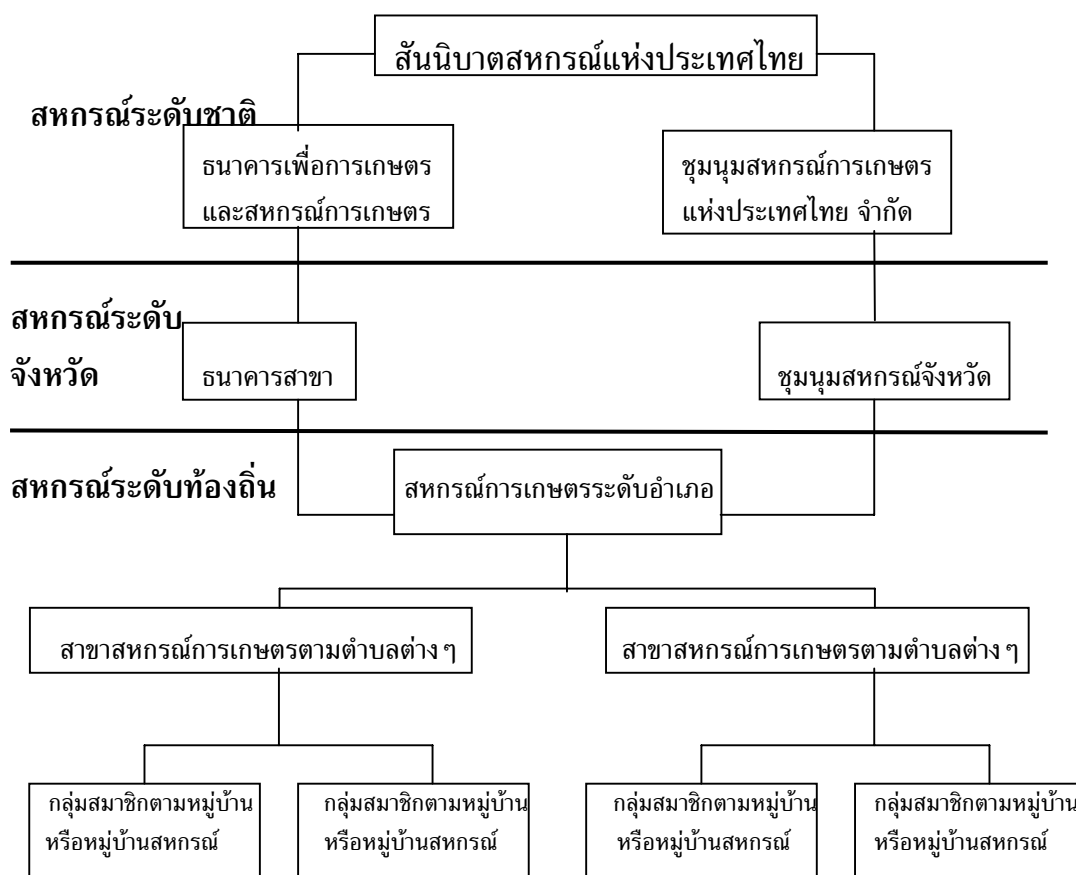 สันนิบาตสหกรณ์แห่งประเทศไทย
สหกรณ์ระดับชาติ
ธนาคารเพื่อการเกษตร
และสหกรณ์การเกษตร
ชุมนุมสหกรณ์การเกษตร
แห่งประเทศไทย จำกัด
สหกรณ์ระดับ
จังหวัด
ธนาคารสาขา
ชุมนุมสหกรณ์จังหวัด
สหกรณ์ระดับท้องถิ่น
สหกรณ์การเกษตรระดับอำเภอ
สาขาสหกรณ์การเกษตรตามตำบลต่าง ๆ
สาขาสหกรณ์การเกษตรตามตำบลต่าง ๆ
กลุ่มสมาชิกตามหมู่บ้าน
หรือหมู่บ้านสหกรณ์
กลุ่มสมาชิกตามหมู่บ้าน
หรือหมู่บ้านสหกรณ์
กลุ่มสมาชิกตามหมู่บ้าน
หรือหมู่บ้านสหกรณ์
กลุ่มสมาชิกตามหมู่บ้าน
หรือหมู่บ้านสหกรณ์